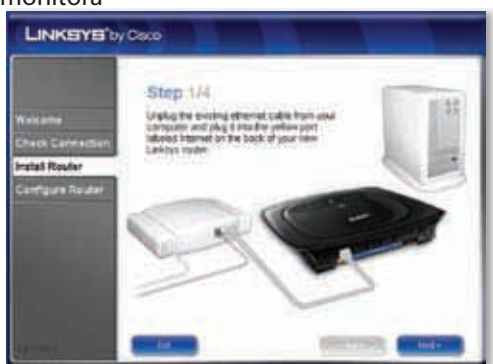 monitora
LINKSYS by Cisco
Step 1/4
Unplug the existing ethernet cable from your
computer and plug it into the yellow port
labeled Internet on the back of your new
Linksys router.
Welcome
Check Connection
Install Router
Configure Router
Exit
Next